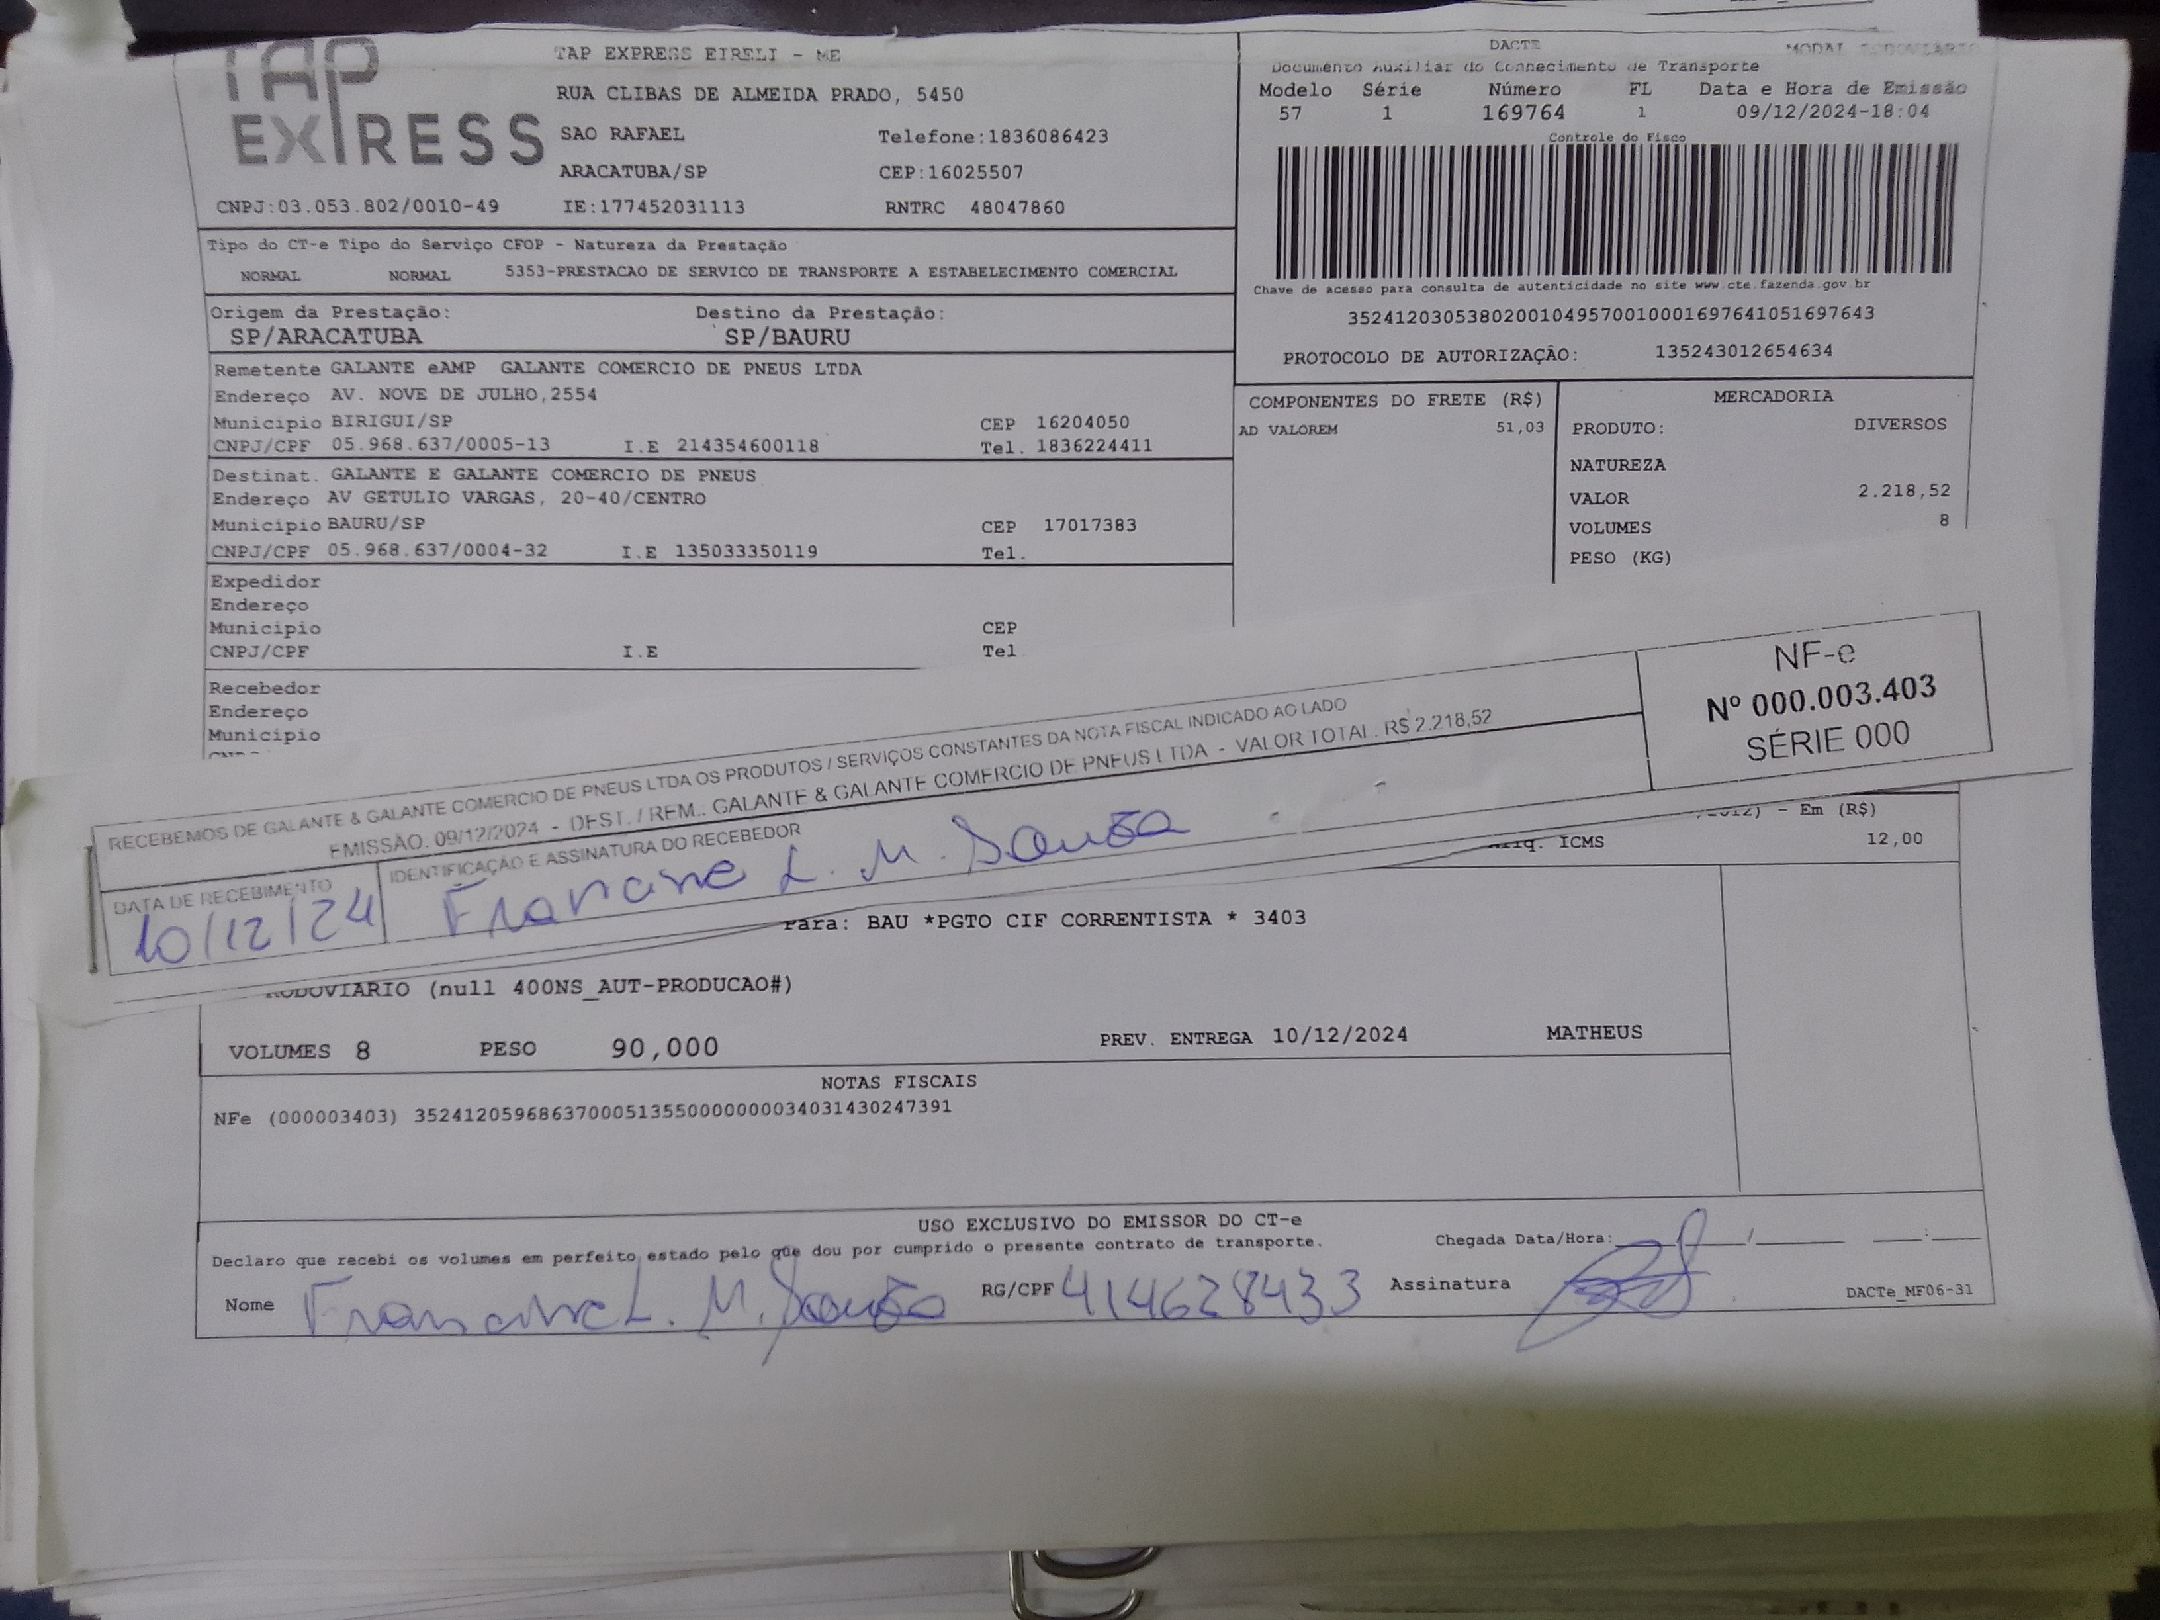 TAP EXPRESS
TAP EXPRESS EIRELI - ME
RUA CLIBAS DE ALMEIDA PRADO, 5450
SAO RAFAEL Telefone:1836086423
ARACATUBA/SP CEP:16025507
CNPJ:03.053.802/0010-49 IE:177452031113 RNTRC 48047860
DACTE MODAL RODOVIÁRIO
Documento Auxiliar do Conhecimento de Transporte
Modelo Série Número FL Data e Hora de Emissão
57 1 169764 1 09/12/2024-18:04
Controle do Fisco
Chave de acesso para consulta de autenticidade no site www.cte.fazenda.gov.br
35241203053802001049570010001697641051697643
PROTOCOLO DE AUTORIZAÇÃO: 135243012654634
Tipo do CT-e Tipo do Serviço CFOP - Natureza da Prestação
NORMAL NORMAL 5353-PRESTACAO DE SERVICO DE TRANSPORTE A ESTABELECIMENTO COMERCIAL
Origem da Prestação: Destino da Prestação:
SP/ARACATUBA SP/BAURU
Remetente GALANTE eAMP GALANTE COMERCIO DE PNEUS LTDA
Endereço AV. NOVE DE JULHO,2554
Municipio BIRIGUI/SP CEP 16204050
CNPJ/CPF 05.968.637/0005-13 I.E 214354600118 Tel. 1836224411
Destinat. GALANTE E GALANTE COMERCIO DE PNEUS
Endereço AV GETULIO VARGAS, 20-40/CENTRO
Municipio BAURU/SP CEP 17017383
CNPJ/CPF 05.968.637/0004-32 I.E 135033350119 Tel.
Expedidor
Endereço
Municipio CEP
CNPJ/CPF I.E Tel
Recebedor
Endereço
Municipio
COMPONENTES DO FRETE (R$)
AD VALOREM 51,03
MERCADORIA
PRODUTO: DIVERSOS
NATUREZA
VALOR 2.218,52
VOLUMES 8
PESO (KG)
RECEBEMOS DE GALANTE & GALANTE COMERCIO DE PNEUS LTDA OS PRODUTOS / SERVIÇOS CONSTANTES DA NOTA FISCAL INDICADO AO LADO
EMISSÃO: 09/12/2024 - DEST. / REM.: GALANTE & GALANTE COMERCIO DE PNEUS LTDA - VALOR TOTAL: R$ 2.218,52
DATA DE RECEBIMENTO IDENTIFICAÇÃO E ASSINATURA DO RECEBEDOR
10/12/24 Franciane L. M. Souza
NF-e
Nº 000.003.403
SÉRIE 000
- Em (R$)
ICMS 12,00
Para: BAU *PGTO CIF CORRENTISTA * 3403
RODOVIARIO (null 400NS_AUT-PRODUCAO#)
VOLUMES 8 PESO 90,000 PREV. ENTREGA 10/12/2024 MATHEUS
NOTAS FISCAIS
NFe (000003403) 35241205968637000513550000000034031430247391
USO EXCLUSIVO DO EMISSOR DO CT-e
Declaro que recebi os volumes em perfeito estado pelo que dou por cumprido o presente contrato de transporte. Chegada Data/Hora:
Nome Franciane L. M. Souza RG/CPF 414628433 Assinatura
DACTe_MF06-31